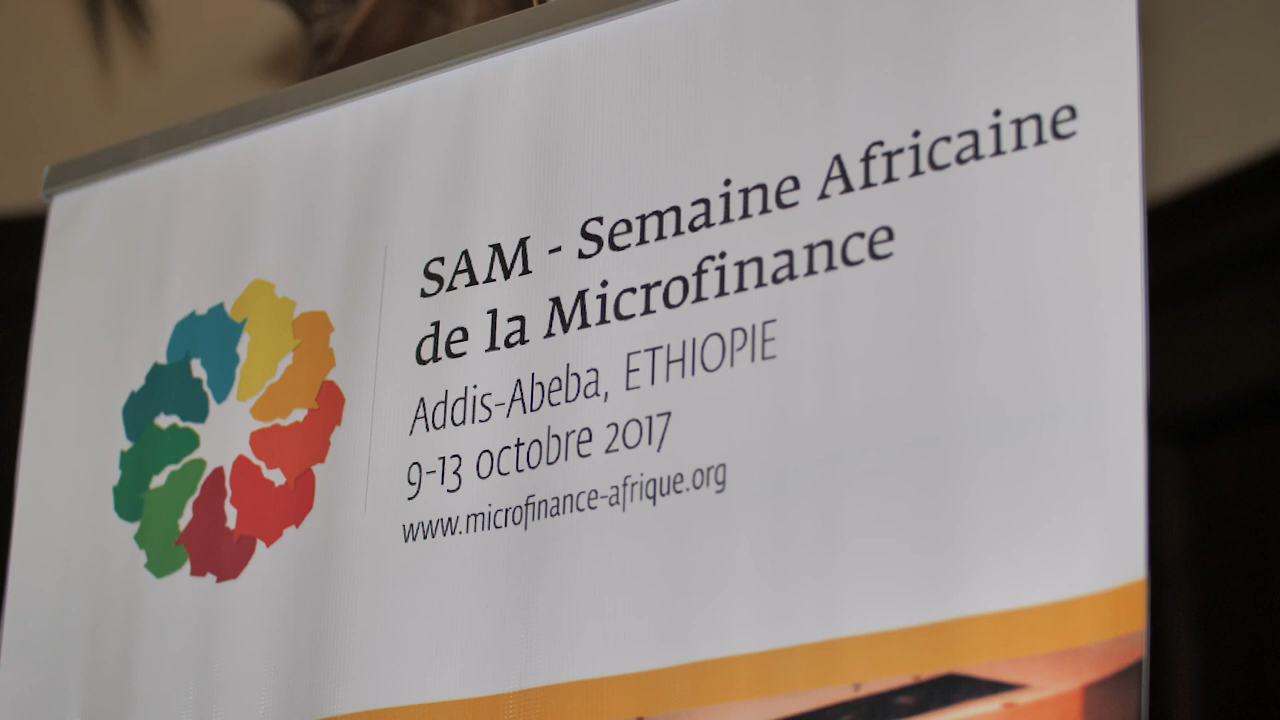 SAM - Semaine Africaine
de la Microfinance
Addis-Abeba, ETHIOPIE
9-13 octobre 2017
www.microfinance-afrique.org